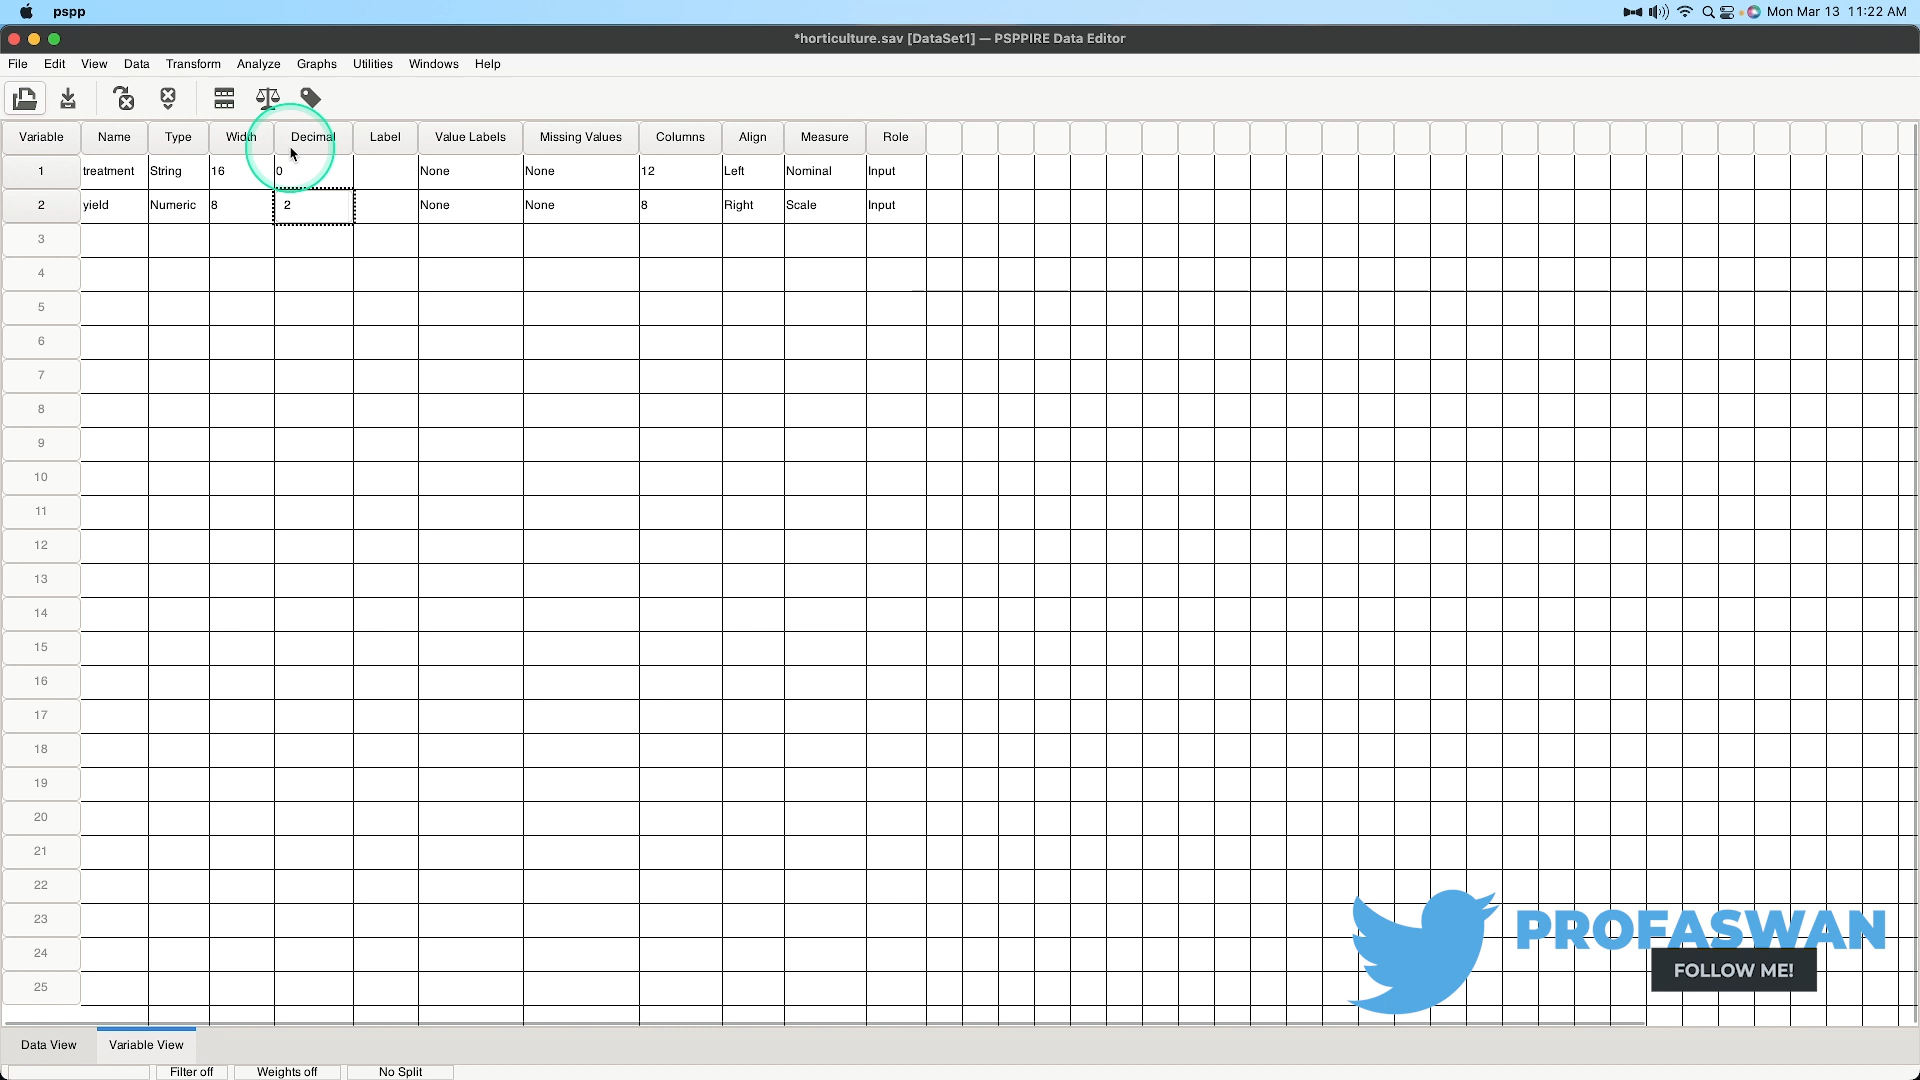 pspp Mon Mar 13 11:22 AM
*horticulture.sav [DataSet1] — PSPPIRE Data Editor
File Edit View Data Transform Analyze Graphs Utilities Windows Help
Variable Name Type Width Decimal Label Value Labels Missing Values Columns Align Measure Role
1 treatment String 16 0 None None 12 Left Nominal Input
2 yield Numeric 8 2 None None 8 Right Scale Input
3
4
5
6
7
8
9
10
11
12
13
14
15
16
17
18
19
20
21
22
23
24
25
PROFASWAN
FOLLOW ME!
Data View Variable View
Filter off Weights off No Split